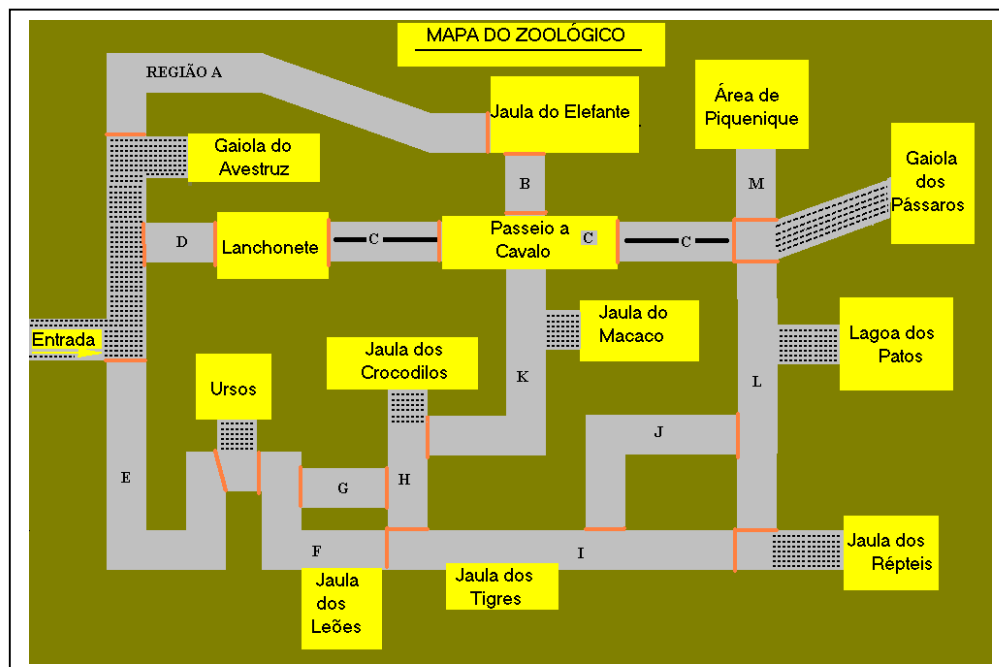 MAPA DO ZOOLÓGICO
REGIÃO A
Jaula do Elefante
Área de
Piquenique
Gaiola do
Avestruz
Gaiola
dos
Pássaros
B
M
D
Lanchonete
C
Passeio a
Cavalo
C
C
Entrada
Jaula do
Macaco
Lagoa dos
Patos
Jaula dos
Crocodilos
Ursos
K
L
J
E
G
H
F
I
Jaula
dos
Leões
Jaula dos
Tigres
Jaula dos
Répteis